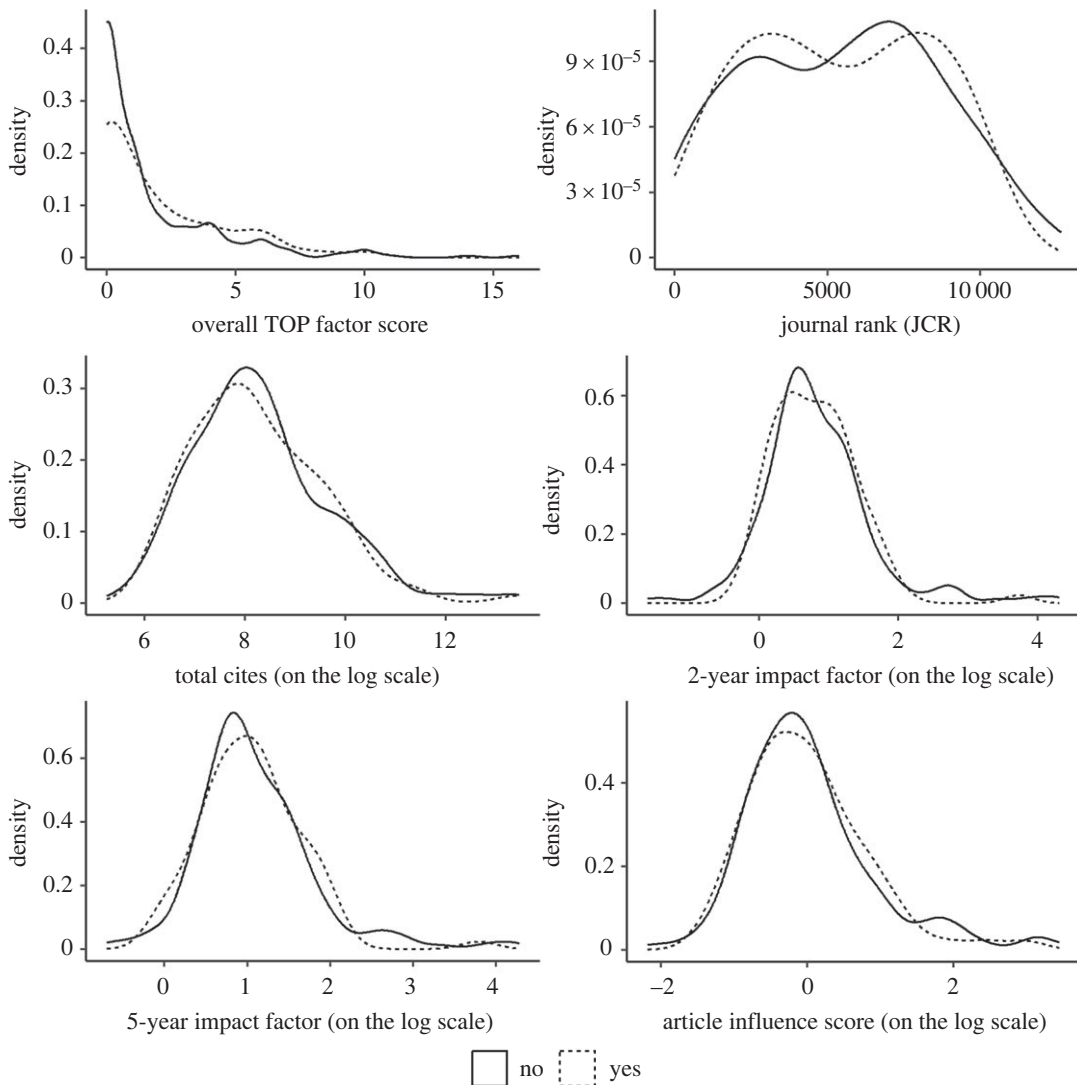 0.4
0.3
0.2
0.1
0
density
0 5 10 15
overall TOP factor score
9 × 10⁻⁵
6 × 10⁻⁵
3 × 10⁻⁵
0
density
0 5000 10 000
journal rank (JCR)
0.3
0.2
0.1
0
density
6 8 10 12
total cites (on the log scale)
0.6
0.4
0.2
0
density
0 2 4
2-year impact factor (on the log scale)
0.6
0.4
0.2
0
density
0 1 2 3 4
5-year impact factor (on the log scale)
0.4
0.2
0
density
–2 0 2
article influence score (on the log scale)
no yes